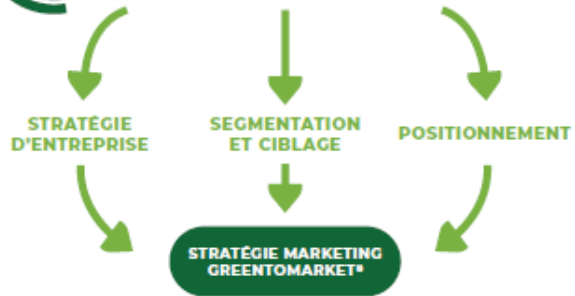 STRATÉGIE
D'ENTREPRISE
SEGMENTATION
ET CIBLAGE
POSITIONNEMENT
STRATÉGIE MARKETING
GREENTOMARKET®